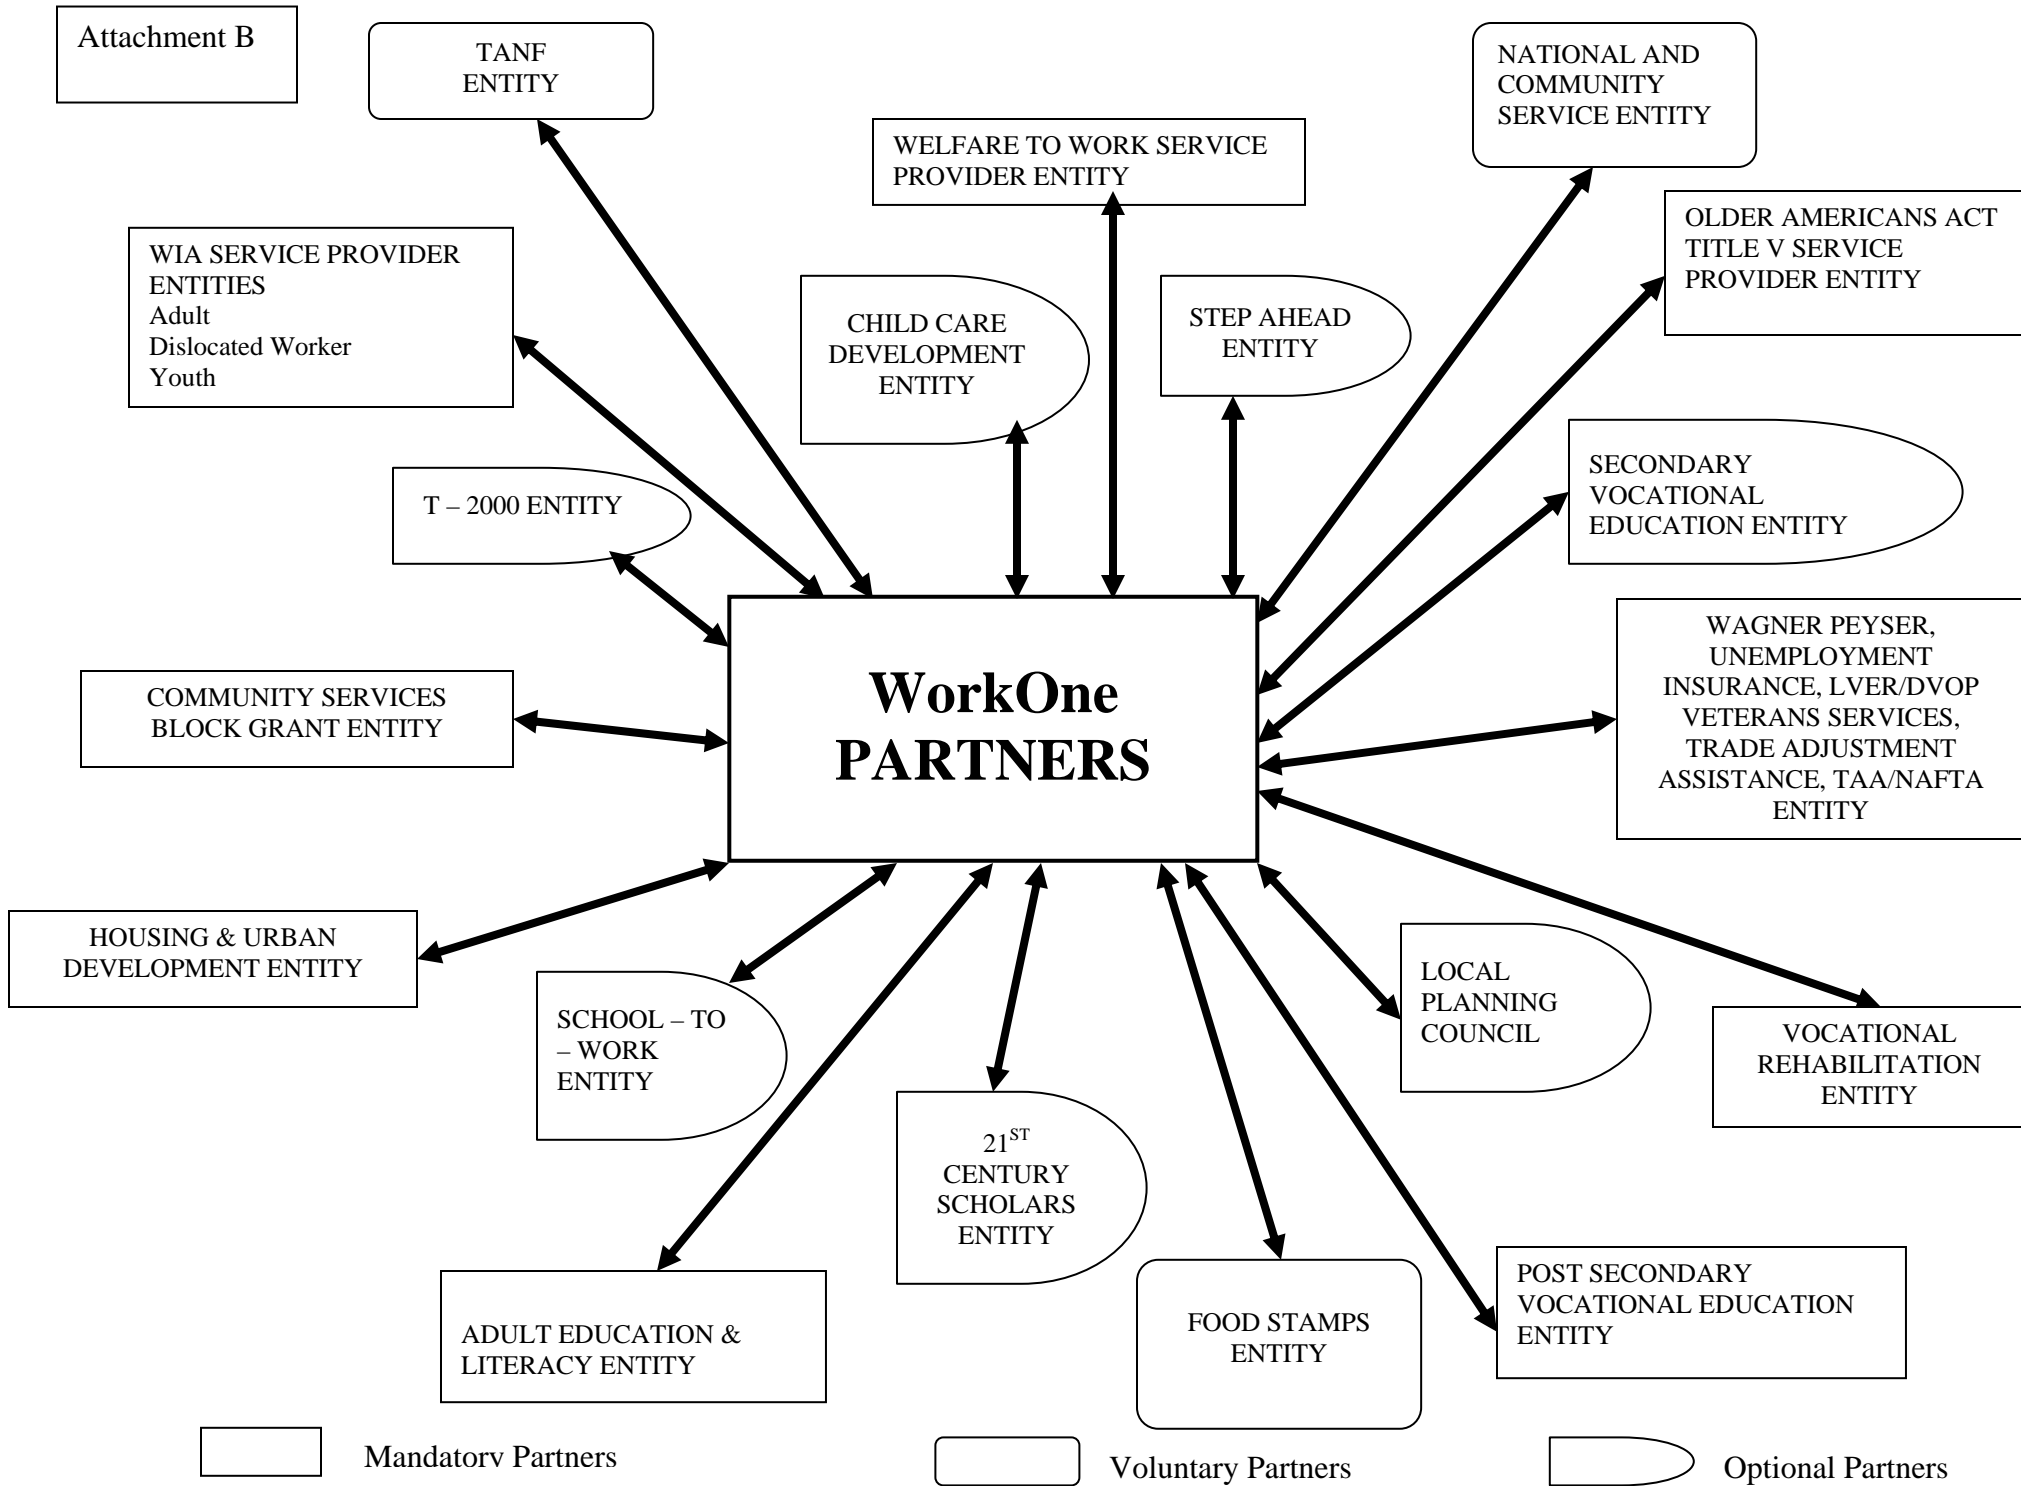 Attachment B
TANF
ENTITY
NATIONAL AND
COMMUNITY
SERVICE ENTITY
WELFARE TO WORK SERVICE
PROVIDER ENTITY
OLDER AMERICANS ACT
TITLE V SERVICE
PROVIDER ENTITY
WIA SERVICE PROVIDER
ENTITIES
Adult
Dislocated Worker
Youth
CHILD CARE
DEVELOPMENT
ENTITY
STEP AHEAD
ENTITY
SECONDARY
VOCATIONAL
EDUCATION ENTITY
T – 2000 ENTITY
WAGNER PEYSER,
UNEMPLOYMENT
INSURANCE, LVER/DVOP
VETERANS SERVICES,
TRADE ADJUSTMENT
ASSISTANCE, TAA/NAFTA
ENTITY
WorkOne
PARTNERS
COMMUNITY SERVICES
BLOCK GRANT ENTITY
HOUSING & URBAN
DEVELOPMENT ENTITY
SCHOOL – TO
– WORK
ENTITY
LOCAL
PLANNING
COUNCIL
VOCATIONAL
REHABILITATION
ENTITY
21ST
CENTURY
SCHOLARS
ENTITY
ADULT EDUCATION &
LITERACY ENTITY
FOOD STAMPS
ENTITY
POST SECONDARY
VOCATIONAL EDUCATION
ENTITY
Mandatory Partners
Voluntary Partners
Optional Partners